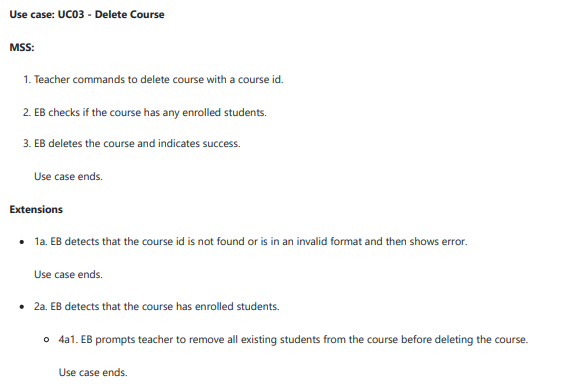 Use case: UC03 - Delete Course
MSS:
1. Teacher commands to delete course with a course id.
2. EB checks if the course has any enrolled students.
3. EB deletes the course and indicates success.
Use case ends.
Extensions
• 1a. EB detects that the course id is not found or is in an invalid format and then shows error.
Use case ends.
• 2a. EB detects that the course has enrolled students.
○ 4a1. EB prompts teacher to remove all existing students from the course before deleting the course.
Use case ends.